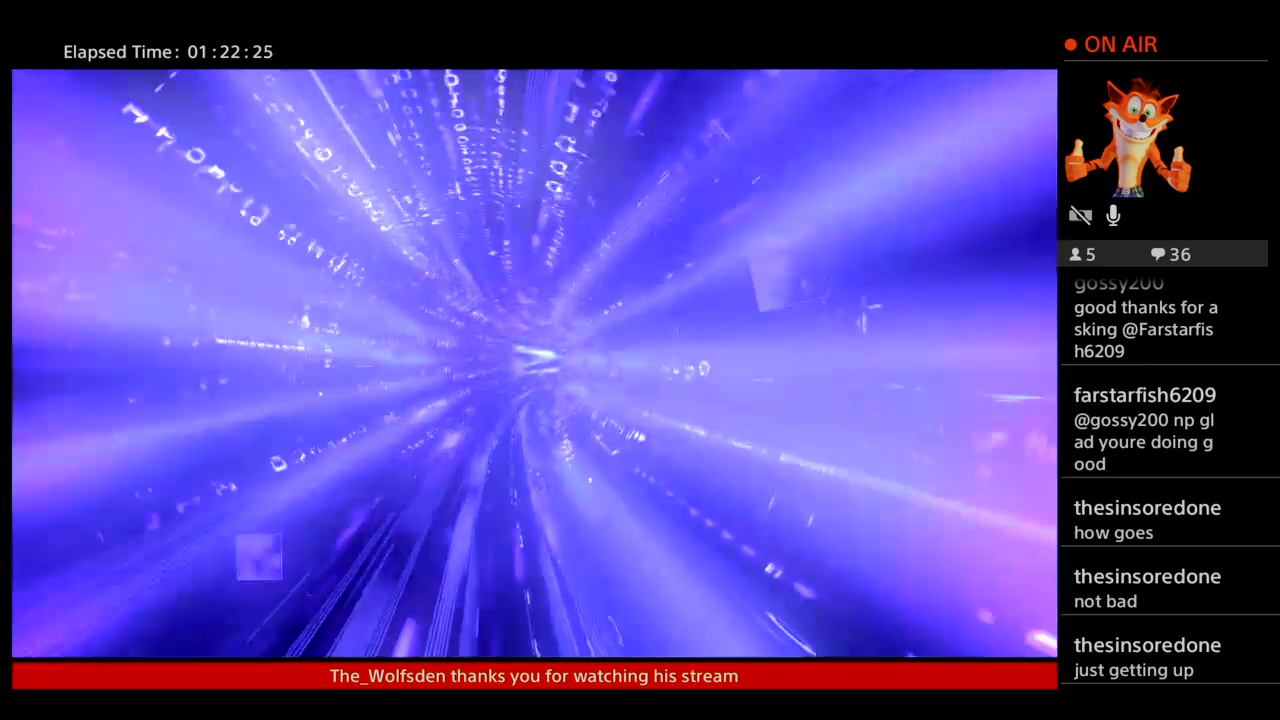 Elapsed Time: 01:22:25
ON AIR
5
36
gossy200
good thanks for a
sking @Farstarfis
h6209
farstarfish6209
@gossy200 np gl
ad youre doing g
ood
thesinsoredone
how goes
thesinsoredone
not bad
thesinsoredone
just getting up
The_Wolfsden thanks you for watching his stream